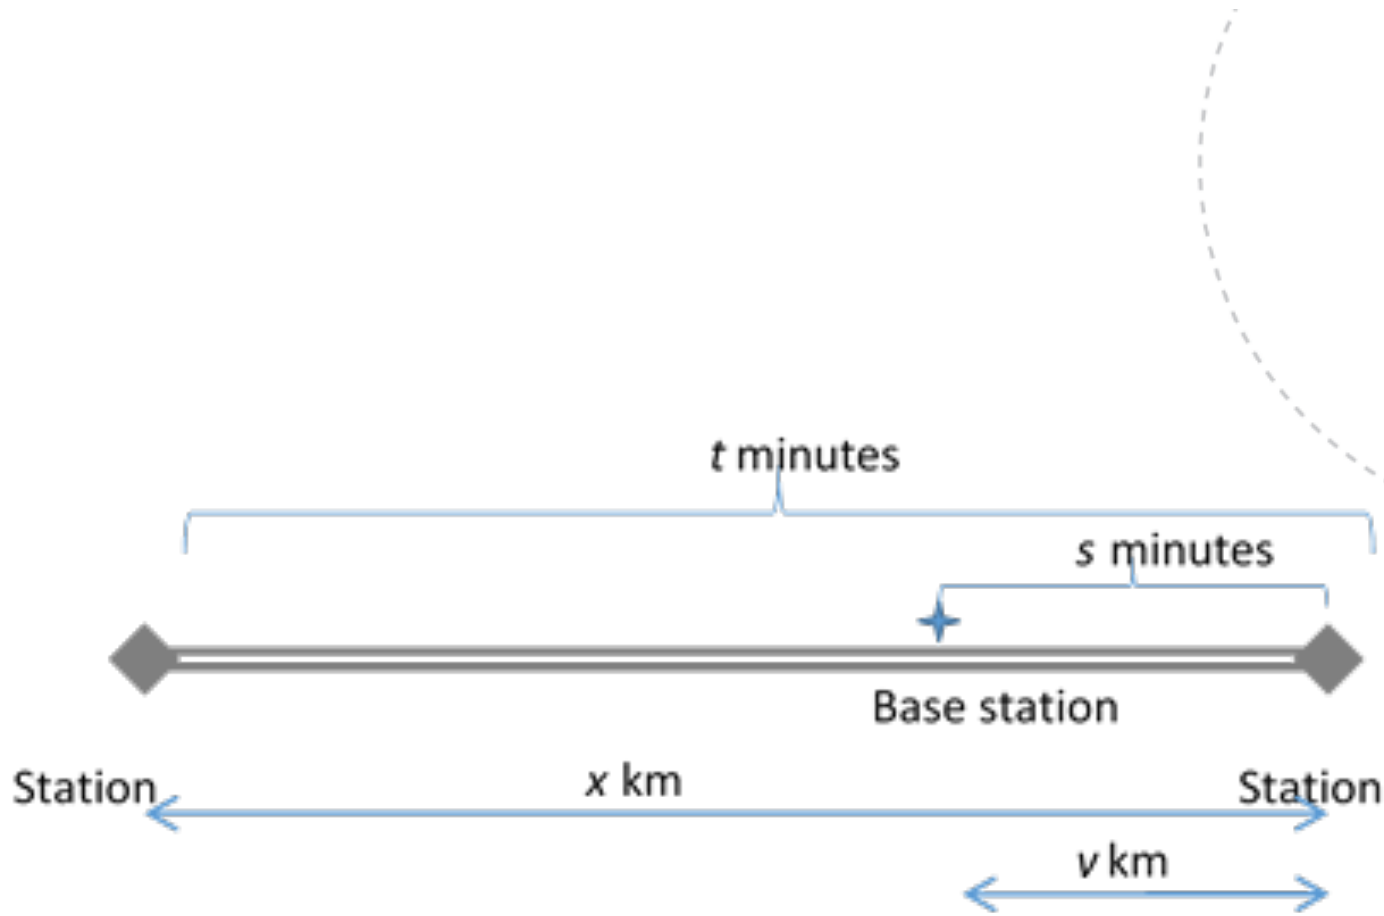 t minutes
s minutes
Base station
x km
Station
Station
v km